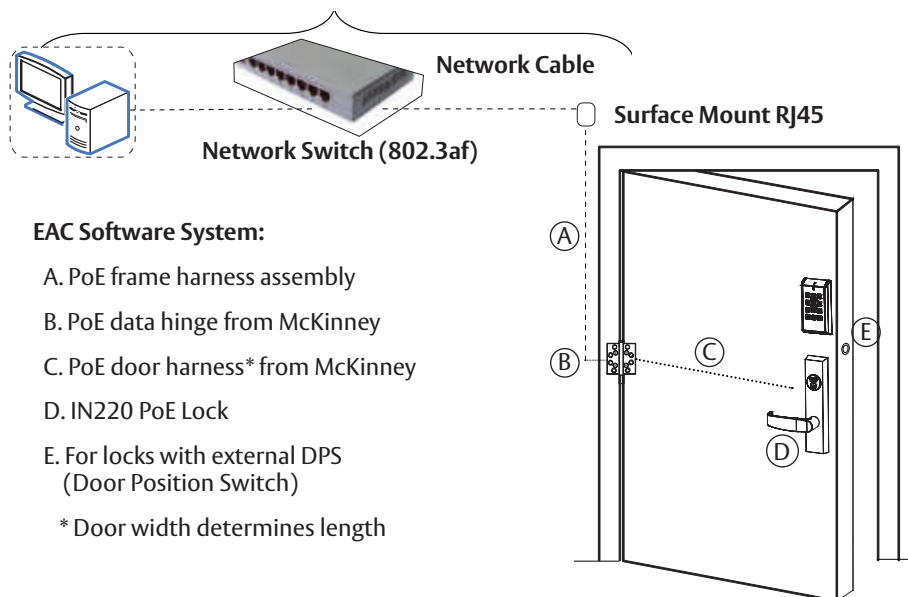 Network Cable
Surface Mount RJ45
Network Switch (802.3af)
EAC Software System:
A. PoE frame harness assembly
B. PoE data hinge from McKinney
C. PoE door harness* from McKinney
D. IN220 PoE Lock
E. For locks with external DPS
(Door Position Switch)
* Door width determines length
A
B
C
D
E